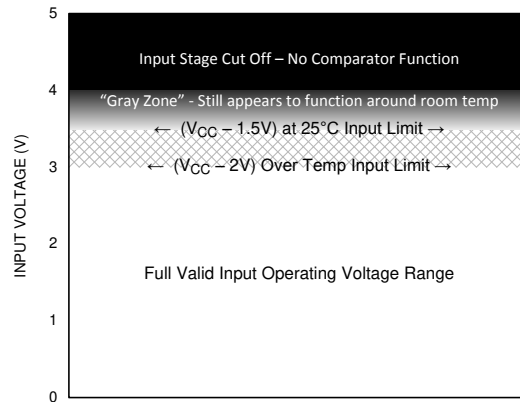 5
Input Stage Cut Off – No Comparator Function
4
“Gray Zone” - Still appears to function around room temp
← (VCC – 1.5V) at 25°C Input Limit →
3
← (VCC – 2V) Over Temp Input Limit →
INPUT VOLTAGE (V)
2
Full Valid Input Operating Voltage Range
1
0